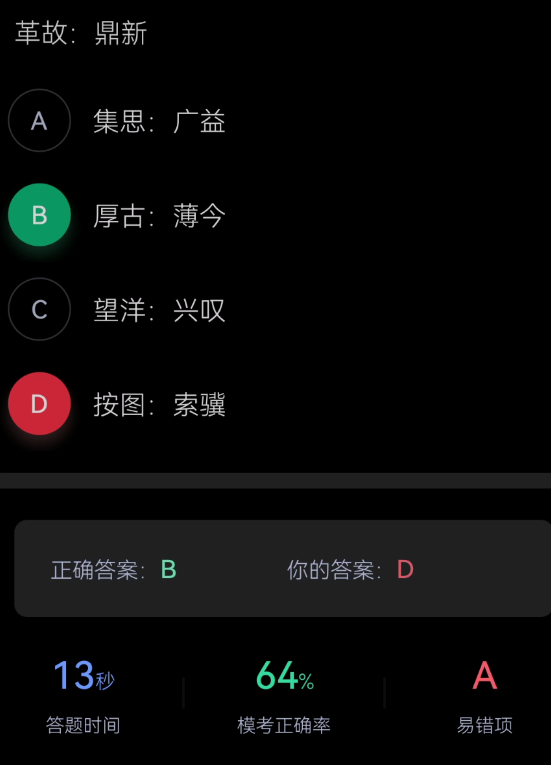 革故：鼎新
A 集思：广益
B 厚古：薄今
C 望洋：兴叹
D 按图：索骥
正确答案：B 你的答案：D
13秒 64% A
答题时间 模考正确率 易错项